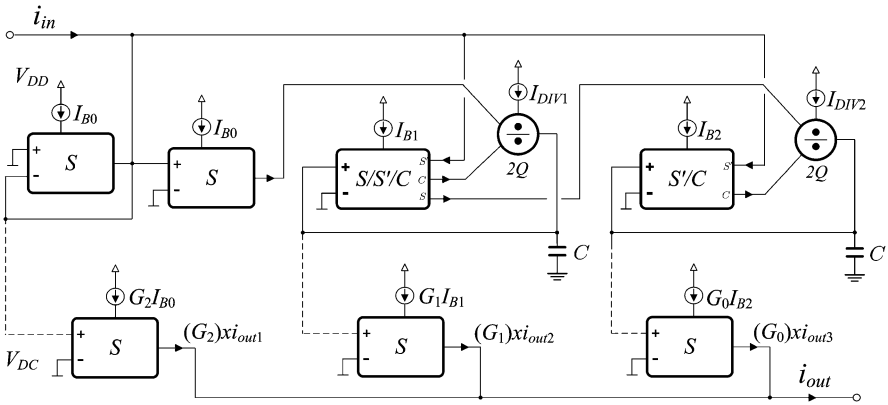 i_in
V_DD
I_B0
+
-
S
I_B0
+
-
S
I_B1
+
-
S/S'/C
S'
C
S
I_DIV1
÷
2Q
C
I_B2
+
-
S'/C
S'
C
I_DIV2
÷
2Q
C
G_2I_B0
+
-
S
V_DC
(G_2)xi_out1
G_1I_B1
+
-
S
(G_1)xi_out2
G_0I_B2
+
-
S
(G_0)xi_out3
i_out